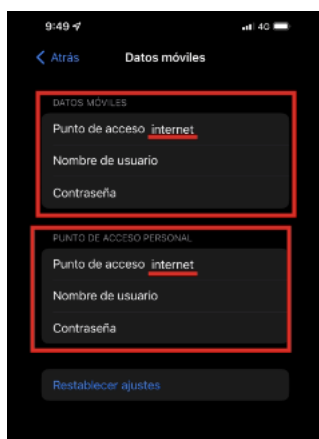 9:49
4G
Atrás
Datos móviles
DATOS MÓVILES
Punto de acceso internet
Nombre de usuario
Contraseña
PUNTO DE ACCESO PERSONAL
Punto de acceso internet
Nombre de usuario
Contraseña
Restablecer ajustes